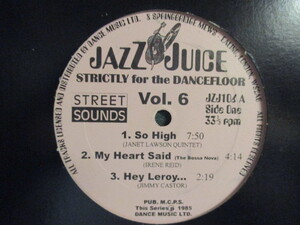 JAZZ JUICE
STRICTLY for the DANCEFLOOR
STREET
SOUNDS
Vol. 6
JZJ106 A
Side One
33⅓ rpm
1. So High 7:50
(JANET LAWSON QUINTET)
2. My Heart Said (The Bossa Nova) 4:14
(IRENE REID)
3. Hey Leroy... 2:19
(JIMMY CASTOR)
PUB. M.C.P.S.
This Series ℗ 1985
DANCE MUSIC LTD.